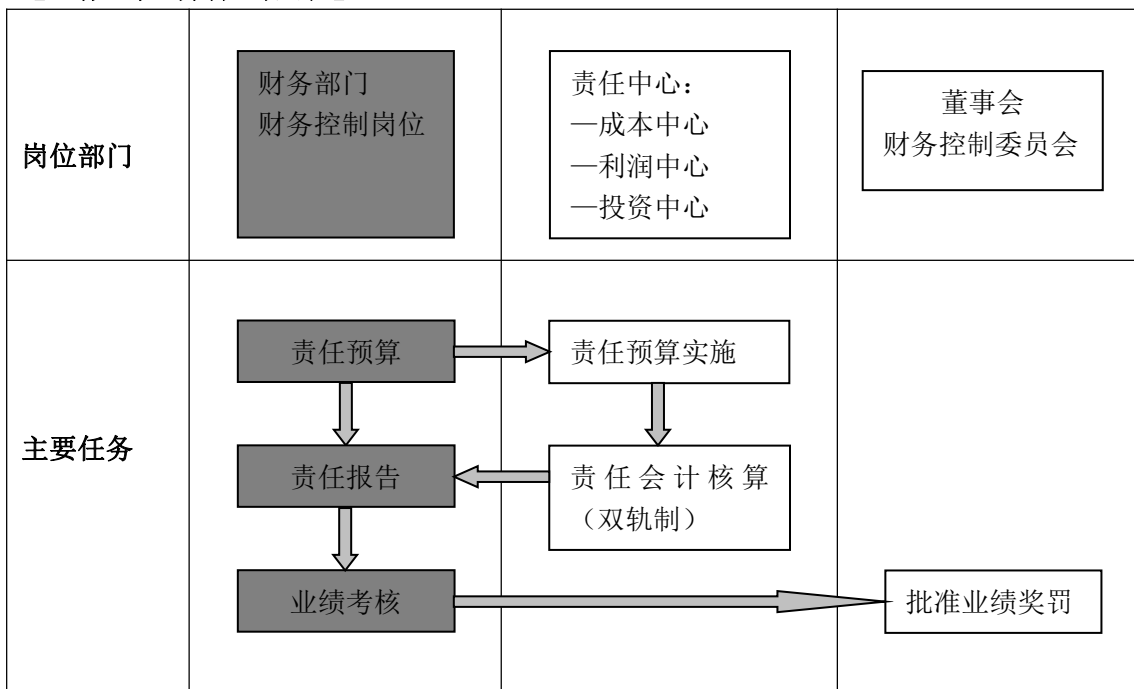 岗位部门
财务部门
财务控制岗位
责任中心：
—成本中心
—利润中心
—投资中心
董事会
财务控制委员会
主要任务
责任预算
责任预算实施
责任报告
责任会计核算
（双轨制）
业绩考核
批准业绩奖罚